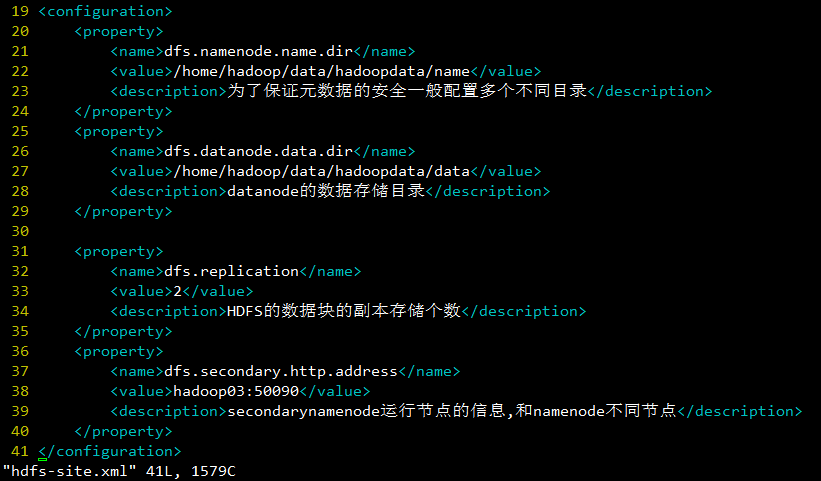 19 <configuration>
20     <property>
21         <name>dfs.namenode.name.dir</name>
22         <value>/home/hadoop/data/hadoopdata/name</value>
23         <description>为了保证元数据的安全一般配置多个不同目录</description>
24     </property>
25     <property>
26         <name>dfs.datanode.data.dir</name>
27         <value>/home/hadoop/data/hadoopdata/data</value>
28         <description>datanode的数据存储目录</description>
29     </property>
30
31     <property>
32         <name>dfs.replication</name>
33         <value>2</value>
34         <description>HDFS的数据块的副本存储个数</description>
35     </property>
36     <property>
37         <name>dfs.secondary.http.address</name>
38         <value>hadoop03:50090</value>
39         <description>secondarynamenode运行节点的信息,和namenode不同节点</description>
40     </property>
41 </configuration>
"hdfs-site.xml" 41L, 1579C